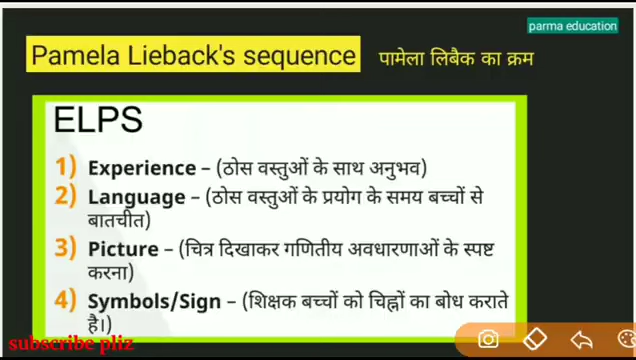 parma education
Pamela Lieback's sequence पामेला लिबैक का क्रम
ELPS
1) Experience – (ठोस वस्तुओं के साथ अनुभव)
2) Language – (ठोस वस्तुओं के प्रयोग के समय बच्चों से
बातचीत)
3) Picture – (चित्र दिखाकर गणितीय अवधारणाओं के स्पष्ट
करना)
4) Symbols/Sign – (शिक्षक बच्चों को चिह्नों का बोध कराते
है।)
subscribe pliz